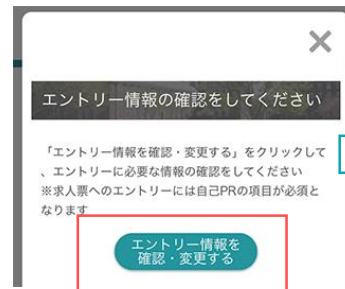 エントリー情報の確認をしてください
「エントリー情報を確認・変更する」をクリックして
、エントリーに必要な情報の確認をしてください
※求人票へのエントリーには自己PRの項目が必須と
なります
エントリー情報を
確認・変更する